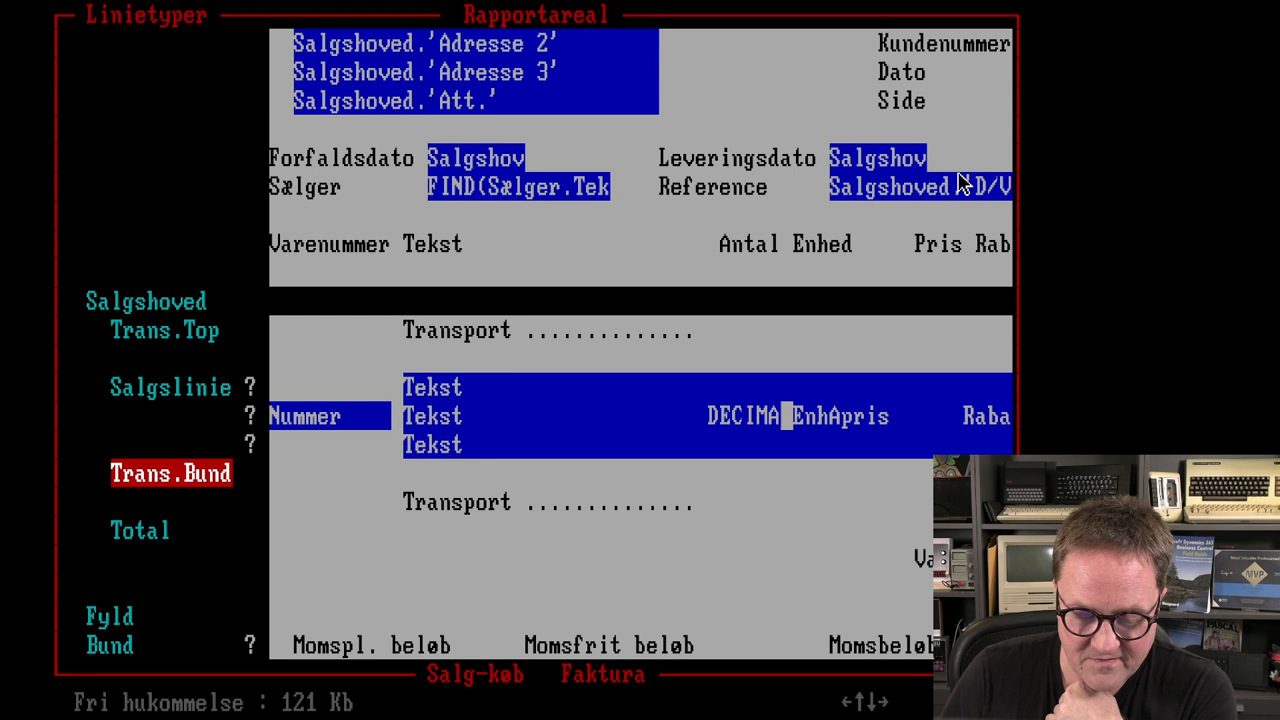 Linietyper Rapportareal
Salgshoved.'Adresse 2' Kundenummer
Salgshoved.'Adresse 3' Dato
Salgshoved.'Att.' Side
Forfaldsdato Salgshov Leveringsdato Salgshov
Sælger FIND(Sælger.Tek Reference Salgshoved.'D/V
Varenummer Tekst Antal Enhed Pris Rab
Salgshoved
Trans.Top Transport ..............
Salgslinie ? Tekst
? Nummer Tekst DECIMA EnhApris Raba
? Tekst
Trans.Bund
Transport ..............
Total
Fyld
Bund ? Momspl. beløb Momsfrit beløb Momsbeløb
Salg-køb Faktura
Fri hukommelse : 121 Kb ←↑↓→
MVP
PASCAL